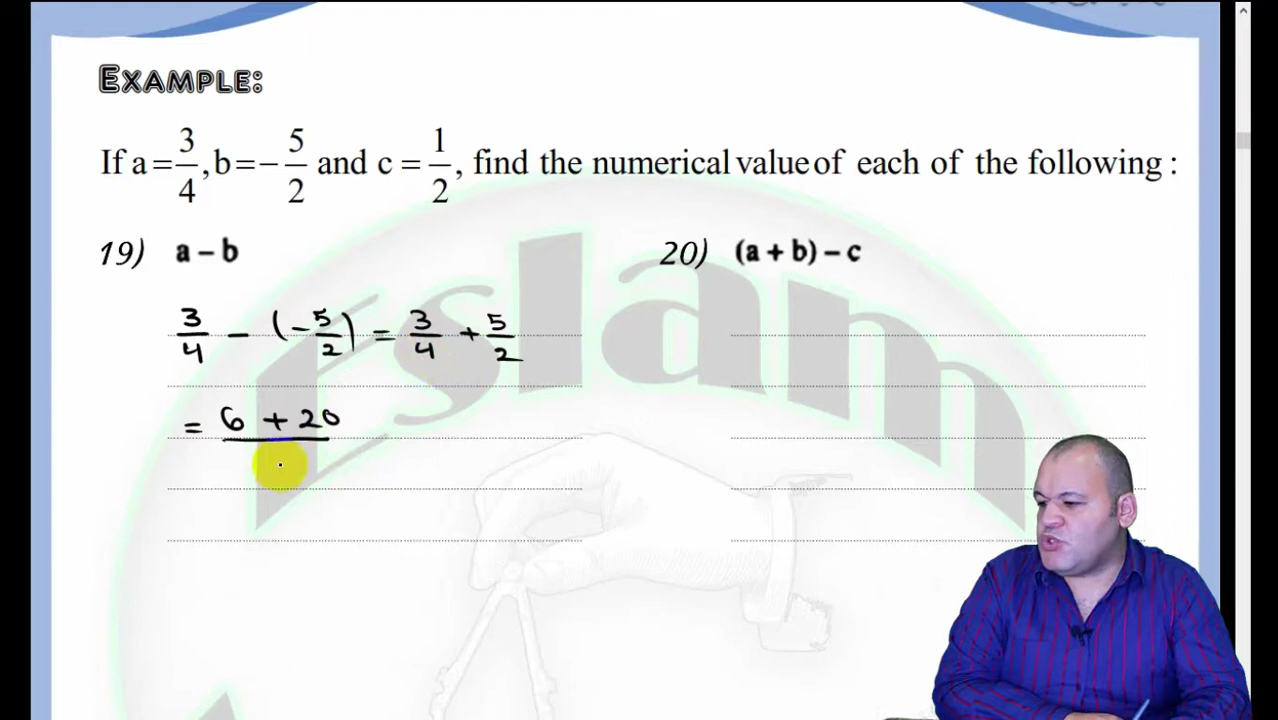 EXAMPLE:
If a = 3/4, b = -5/2 and c = 1/2, find the numerical value of each of the following :
19) a – b
20) (a + b) – c
3/4 - (-5/2) = 3/4 + 5/2
= 6 + 20
Eslam